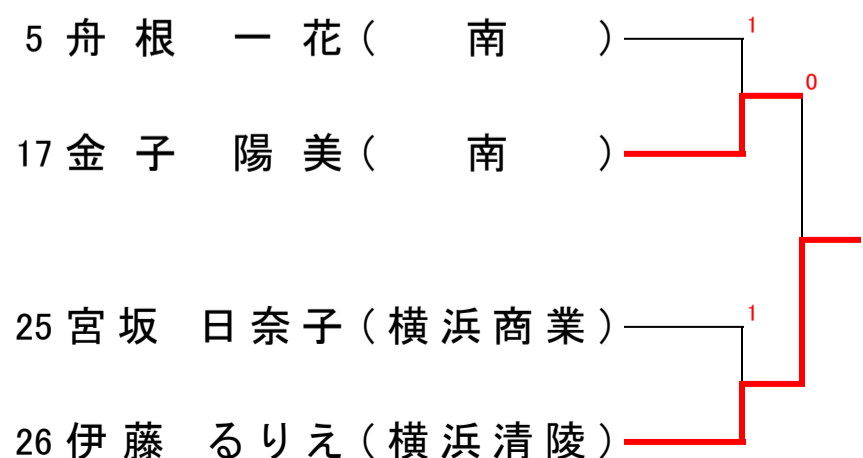 5 舟根 一花(南) 1
0
17 金子 陽美(南)
25 宮坂 日奈子(横浜商業) 1
26 伊藤 るりえ(横浜清陵)